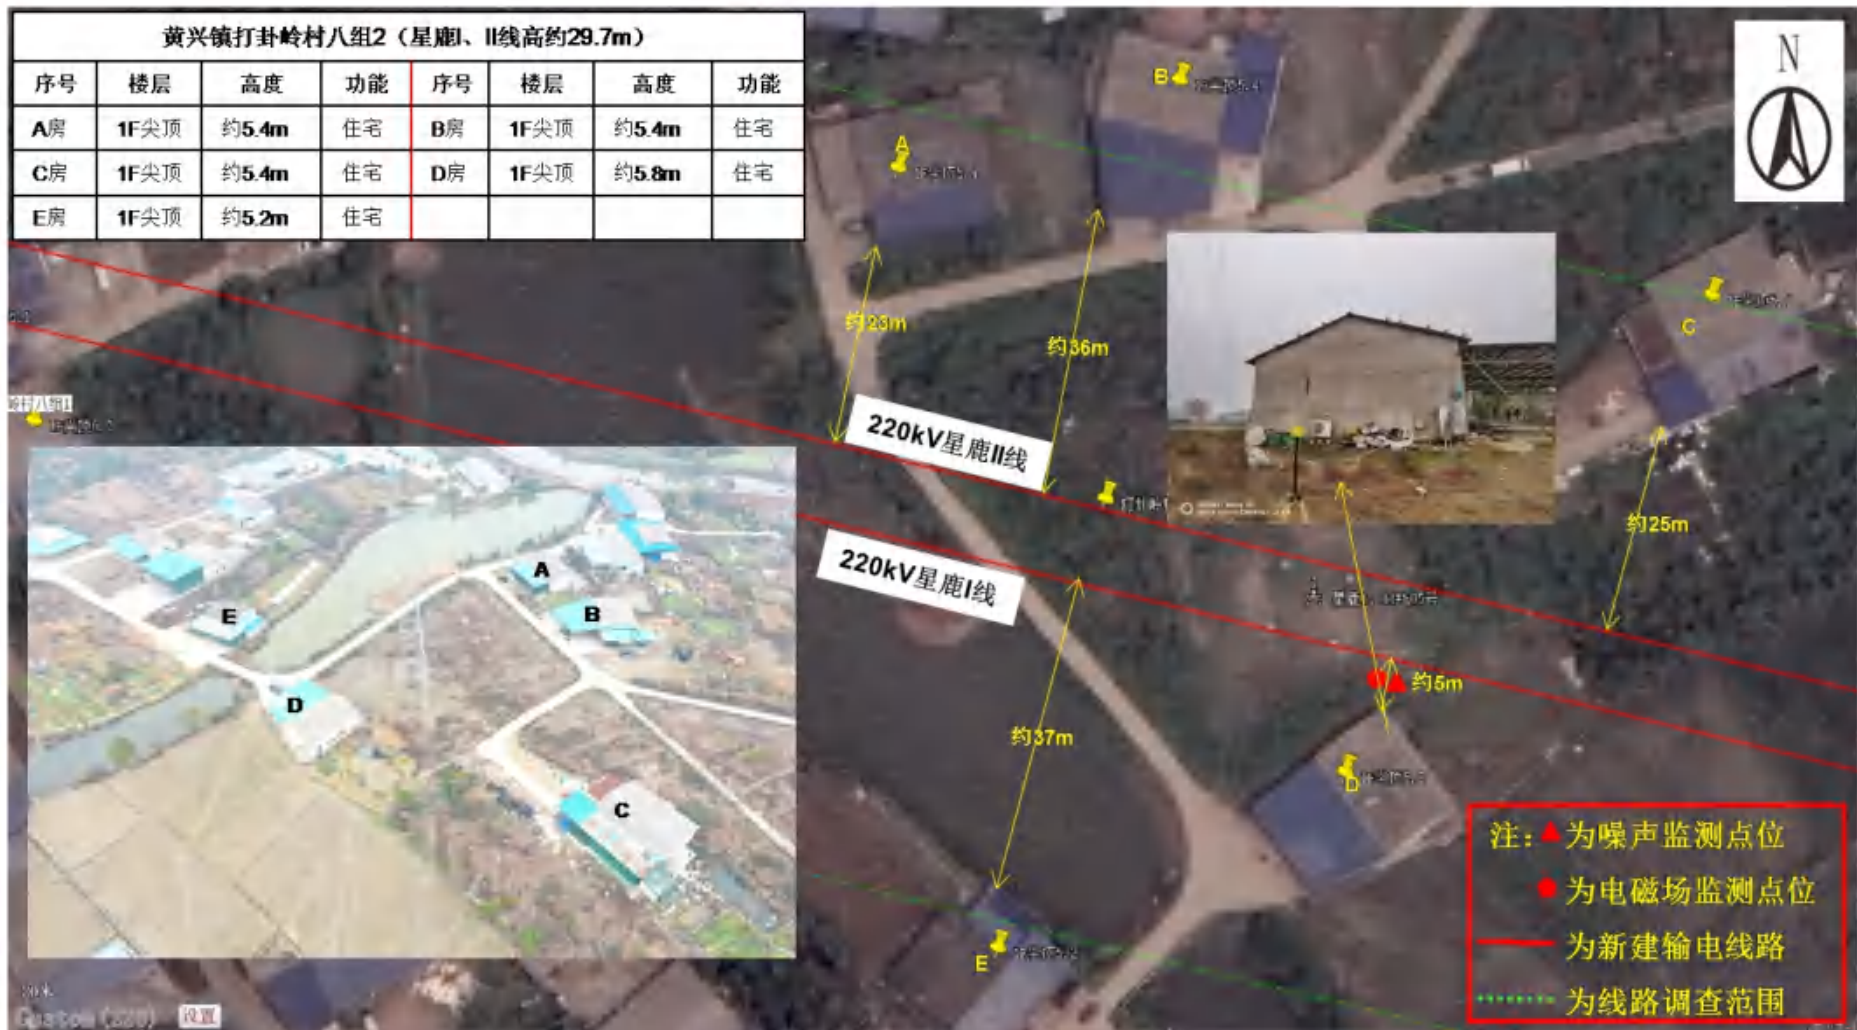 黄兴镇打卦岭村八组2（星鹿I、II线高约29.7m）
序号 楼层 高度 功能 序号 楼层 高度 功能
A房 1F尖顶 约5.4m 住宅 B房 1F尖顶 约5.4m 住宅
C房 1F尖顶 约5.4m 住宅 D房 1F尖顶 约5.8m 住宅
E房 1F尖顶 约5.2m 住宅
N
B
A
C
约23m
约36m
220kV星鹿II线
约25m
220kV星鹿I线
约5m
约37m
D
E
A
B
E
D
C
注：▲为噪声监测点位
●为电磁场监测点位
为新建输电线路
为线路调查范围
设置